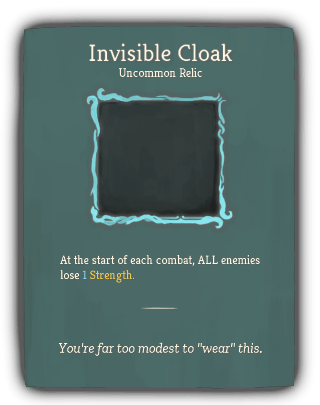 Invisible Cloak
Uncommon Relic
At the start of each combat, ALL enemies
lose 1 Strength.
You're far too modest to "wear" this.